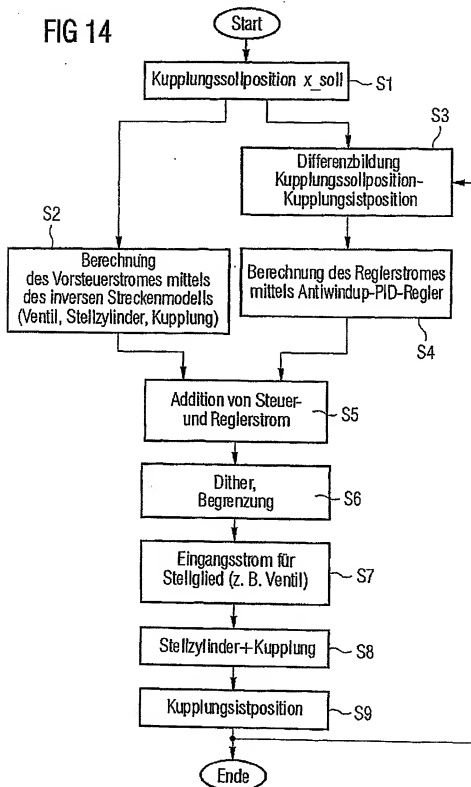 FIG 14
Start
Kupplungssollposition x_soll
S1
S3
Differenzbildung
Kupplungssollposition-
Kupplungsistposition
S2
Berechnung
des Vorsteuerstromes mittels
des inversen Streckenmodells
(Ventil, Stellzylinder, Kupplung)
Berechnung des Reglerstromes
mittels Antiwindup-PID-Regler
S4
Addition von Steuer-
und Reglerstrom
S5
Dither,
Begrenzung
S6
Eingangsstrom für
Stellglied (z. B. Ventil)
S7
Stellzylinder+Kupplung
S8
Kupplungsistposition
S9
Ende